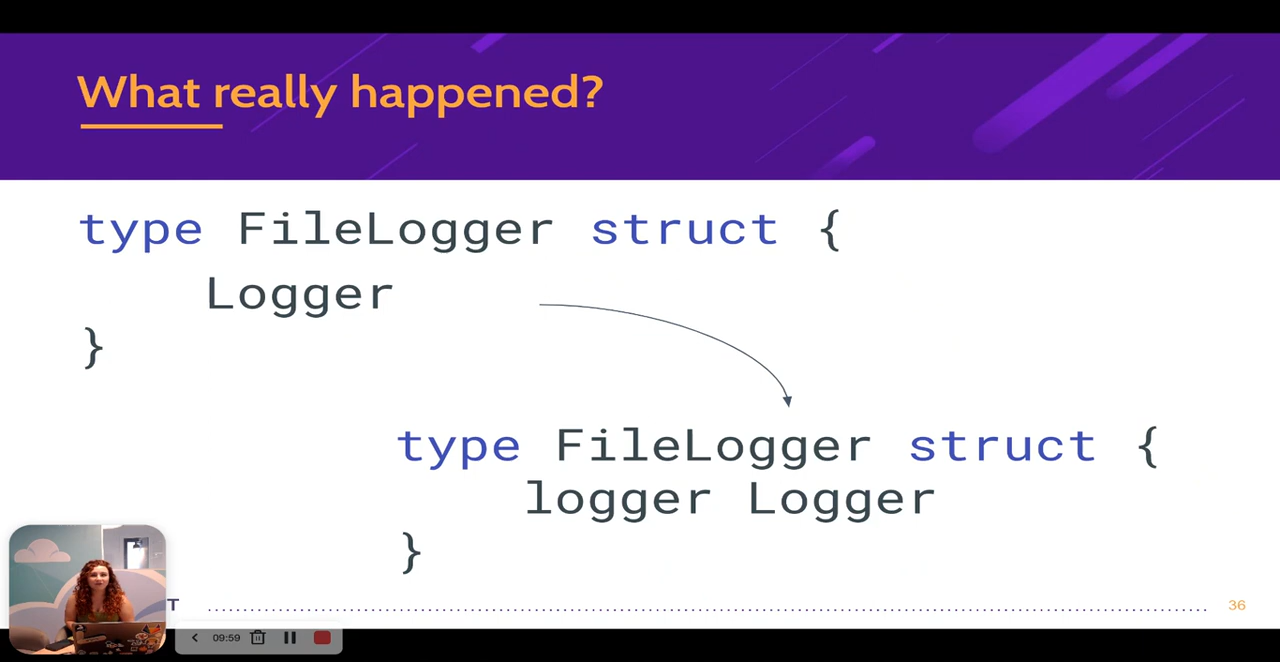 What really happened?
type FileLogger struct {
Logger
}
type FileLogger struct {
logger Logger
}
T
36
09:59